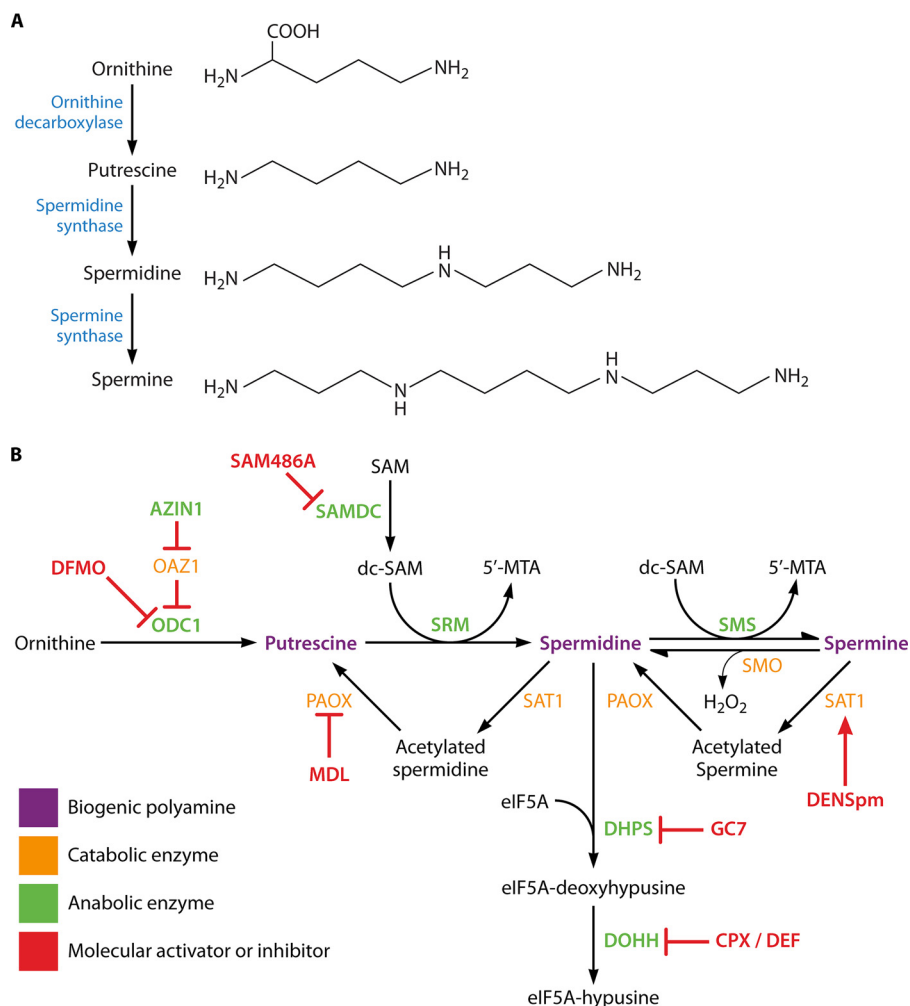 A
COOH
Ornithine
H₂N
NH₂
Ornithine
decarboxylase
Putrescine
H₂N
NH₂
Spermidine
synthase
Spermidine
H₂N
H
N
NH₂
Spermine
synthase
Spermine
H₂N
N
H
H
N
NH₂
B
SAM486A
SAM
AZIN1
SAMDC
DFMO
OAZ1
dc-SAM
5′-MTA
dc-SAM
5′-MTA
ODC1
SRM
SMS
Ornithine
Putrescine
Spermidine
Spermine
SMO
PAOX
SAT1
PAOX
H₂O₂
SAT1
Acetylated
spermidine
Acetylated
Spermine
MDL
DENSpm
eIF5A
Biogenic polyamine
DHPS
GC7
Catabolic enzyme
eIF5A-deoxyhypusine
Anabolic enzyme
DOHH
CPX / DEF
Molecular activator or inhibitor
eIF5A-hypusine